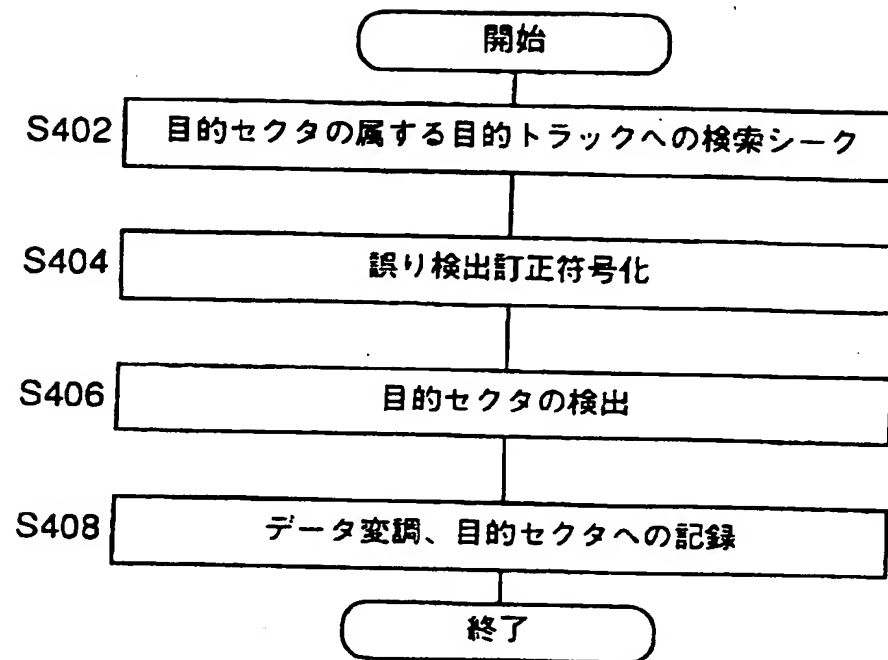 開始
S402 目的セクタの属する目的トラックへの検索シーク
S404 誤り検出訂正符号化
S406 目的セクタの検出
S408 データ変調、目的セクタへの記録
終了